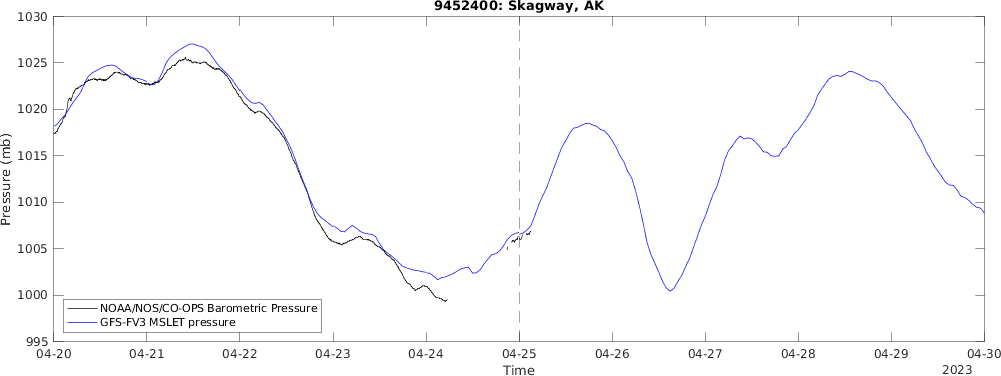 9452400: Skagway, AK
Pressure (mb)
1030
1025
1020
1015
1010
1005
1000
995
NOAA/NOS/CO-OPS Barometric Pressure
GFS-FV3 MSLET pressure
04-20 04-21 04-22 04-23 04-24 04-25 04-26 04-27 04-28 04-29 04-30
Time
2023